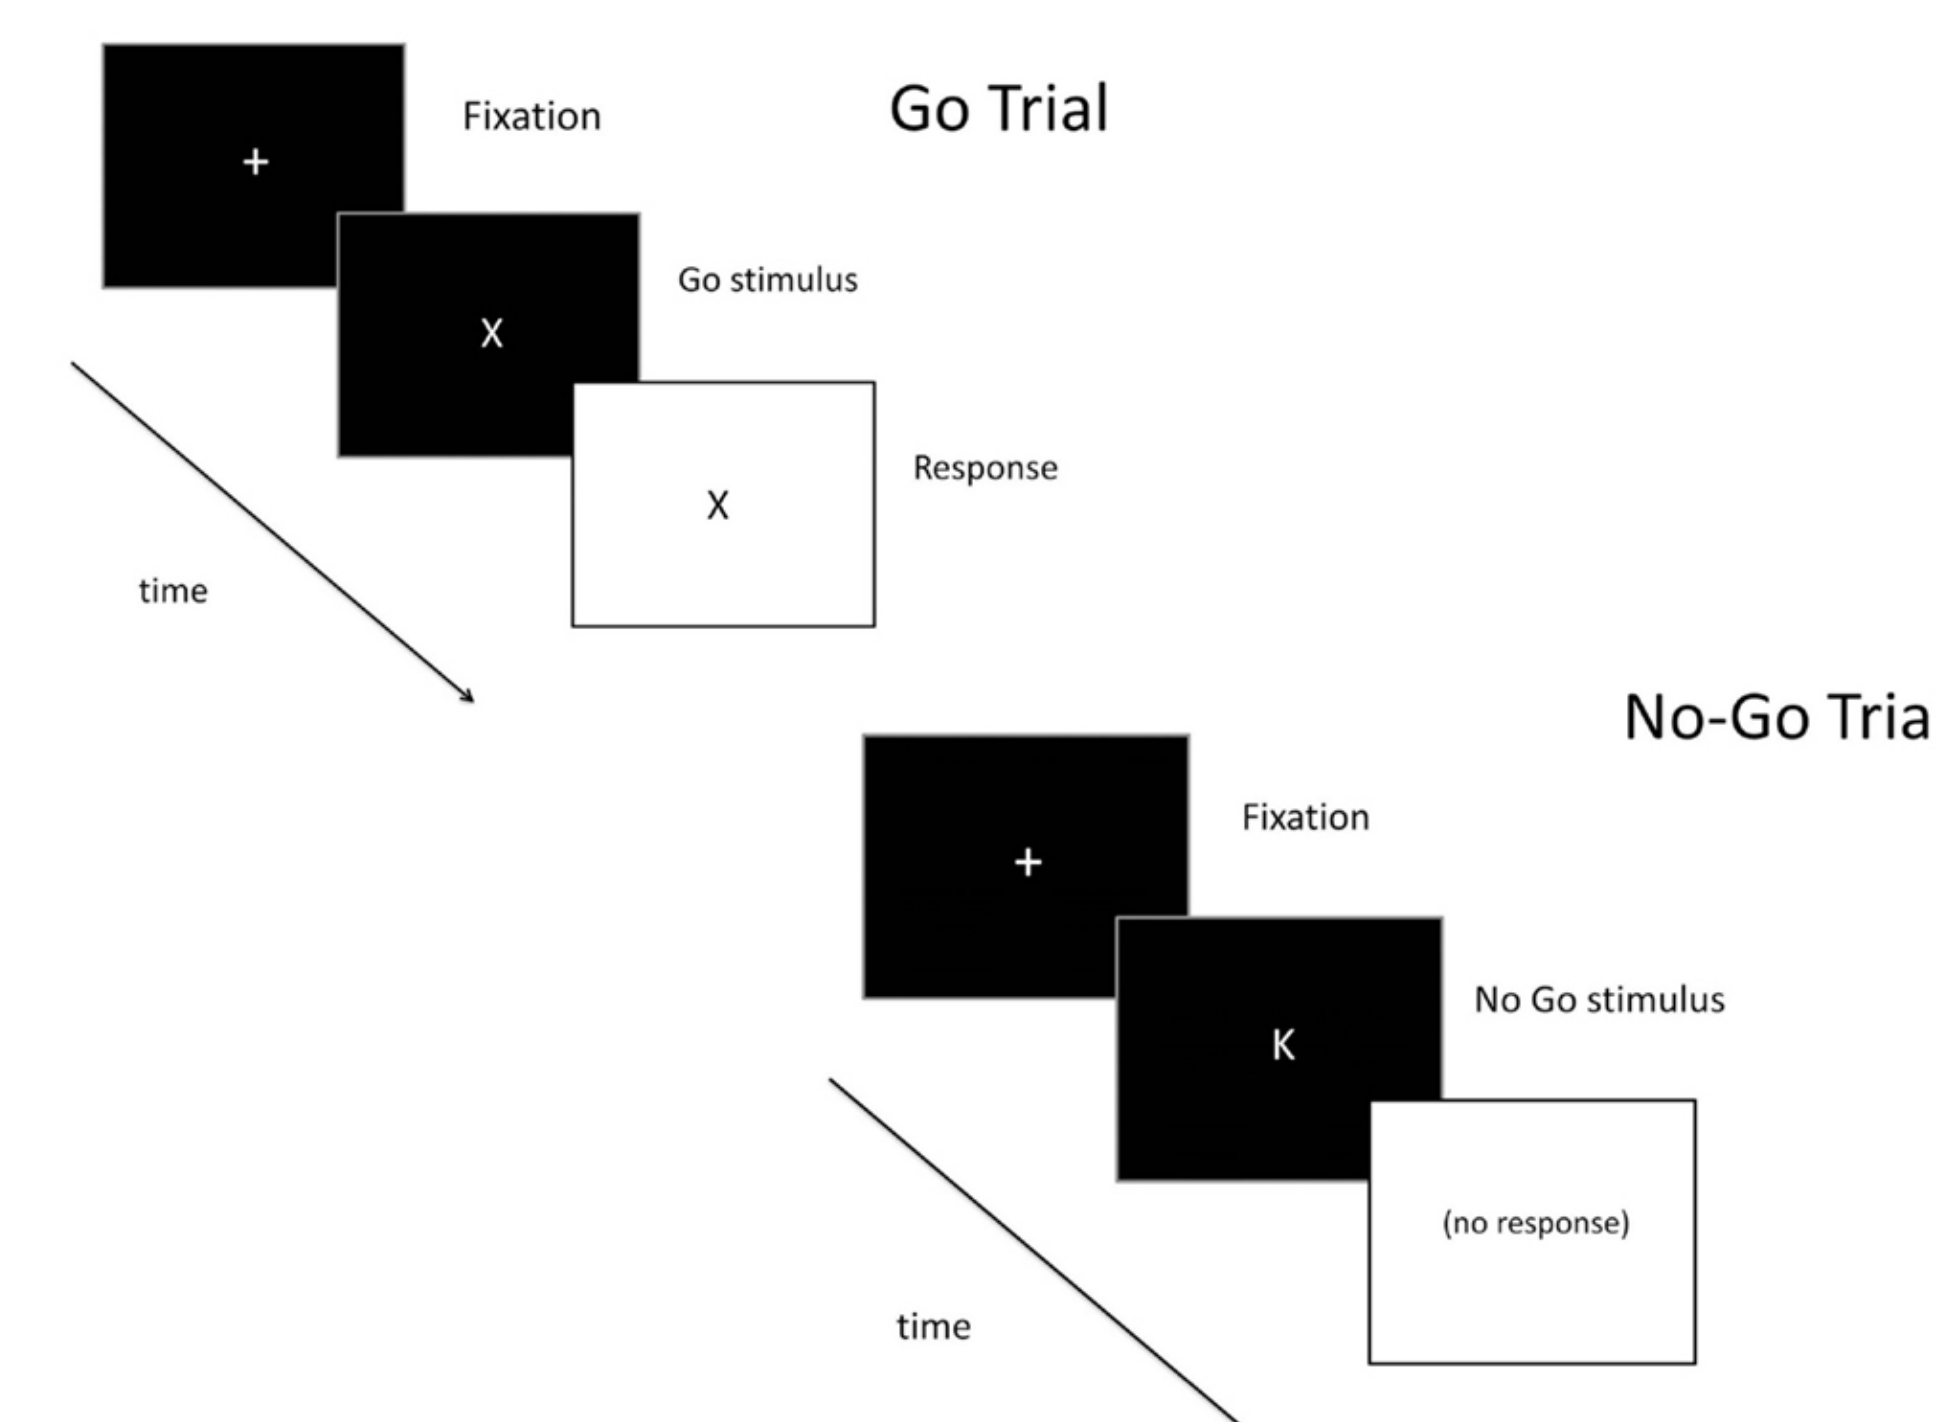 Go Trial
Fixation
+
Go stimulus
X
Response
X
time
No-Go Tria
Fixation
+
No Go stimulus
K
(no response)
time